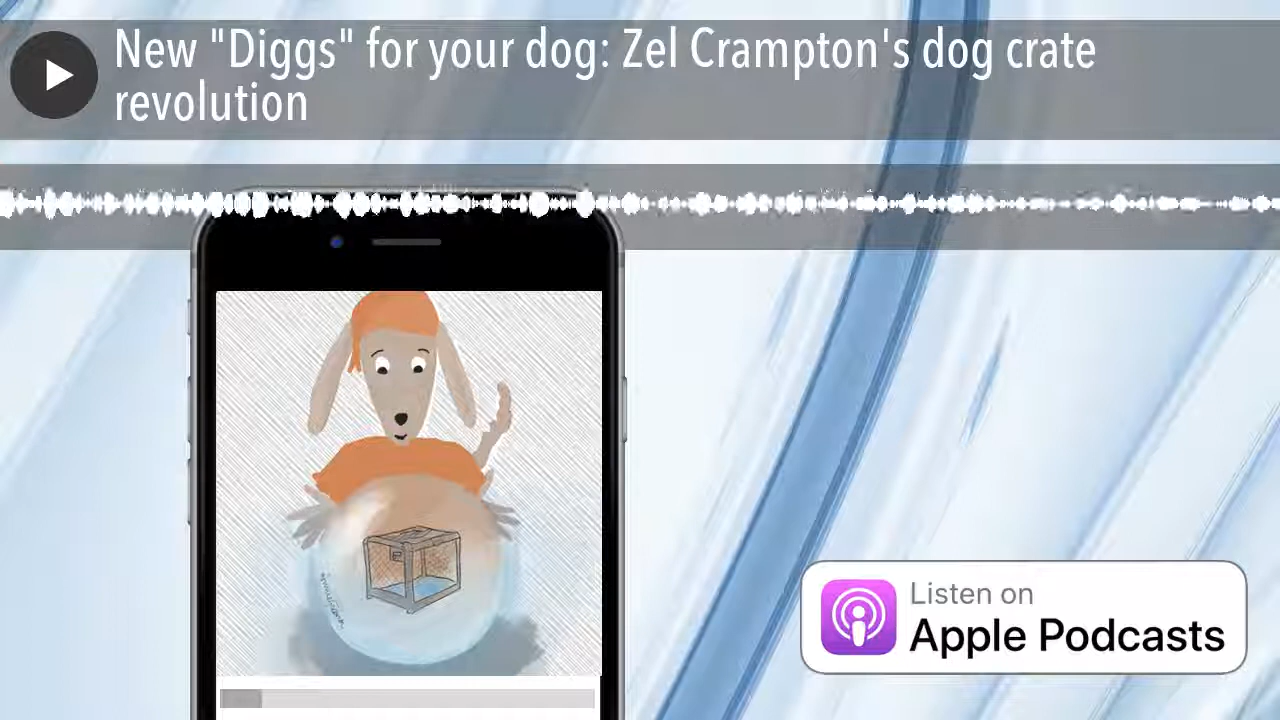 New "Diggs" for your dog: Zel Crampton's dog crate
revolution
Listen on
Apple Podcasts